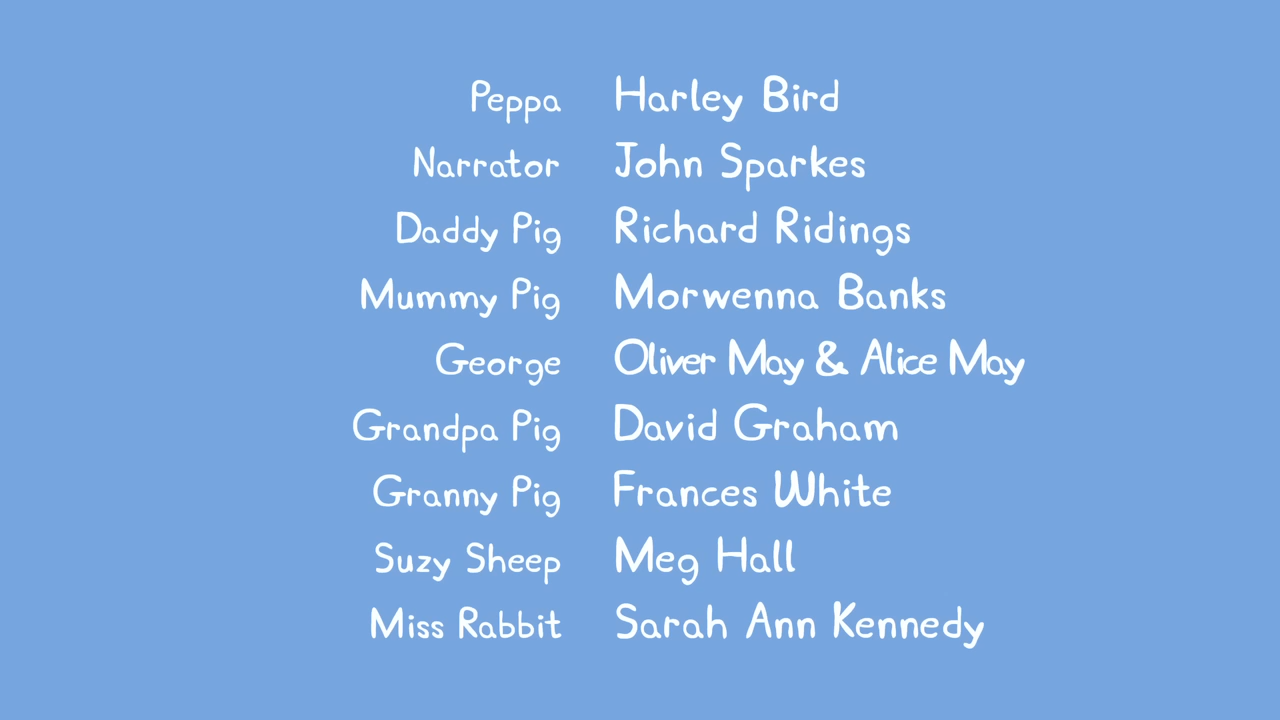 Peppa Harley Bird
Narrator John Sparkes
Daddy Pig Richard Ridings
Mummy Pig Morwenna Banks
George Oliver May & Alice May
Grandpa Pig David Graham
Granny Pig Frances White
Suzy Sheep Meg Hall
Miss Rabbit Sarah Ann Kennedy